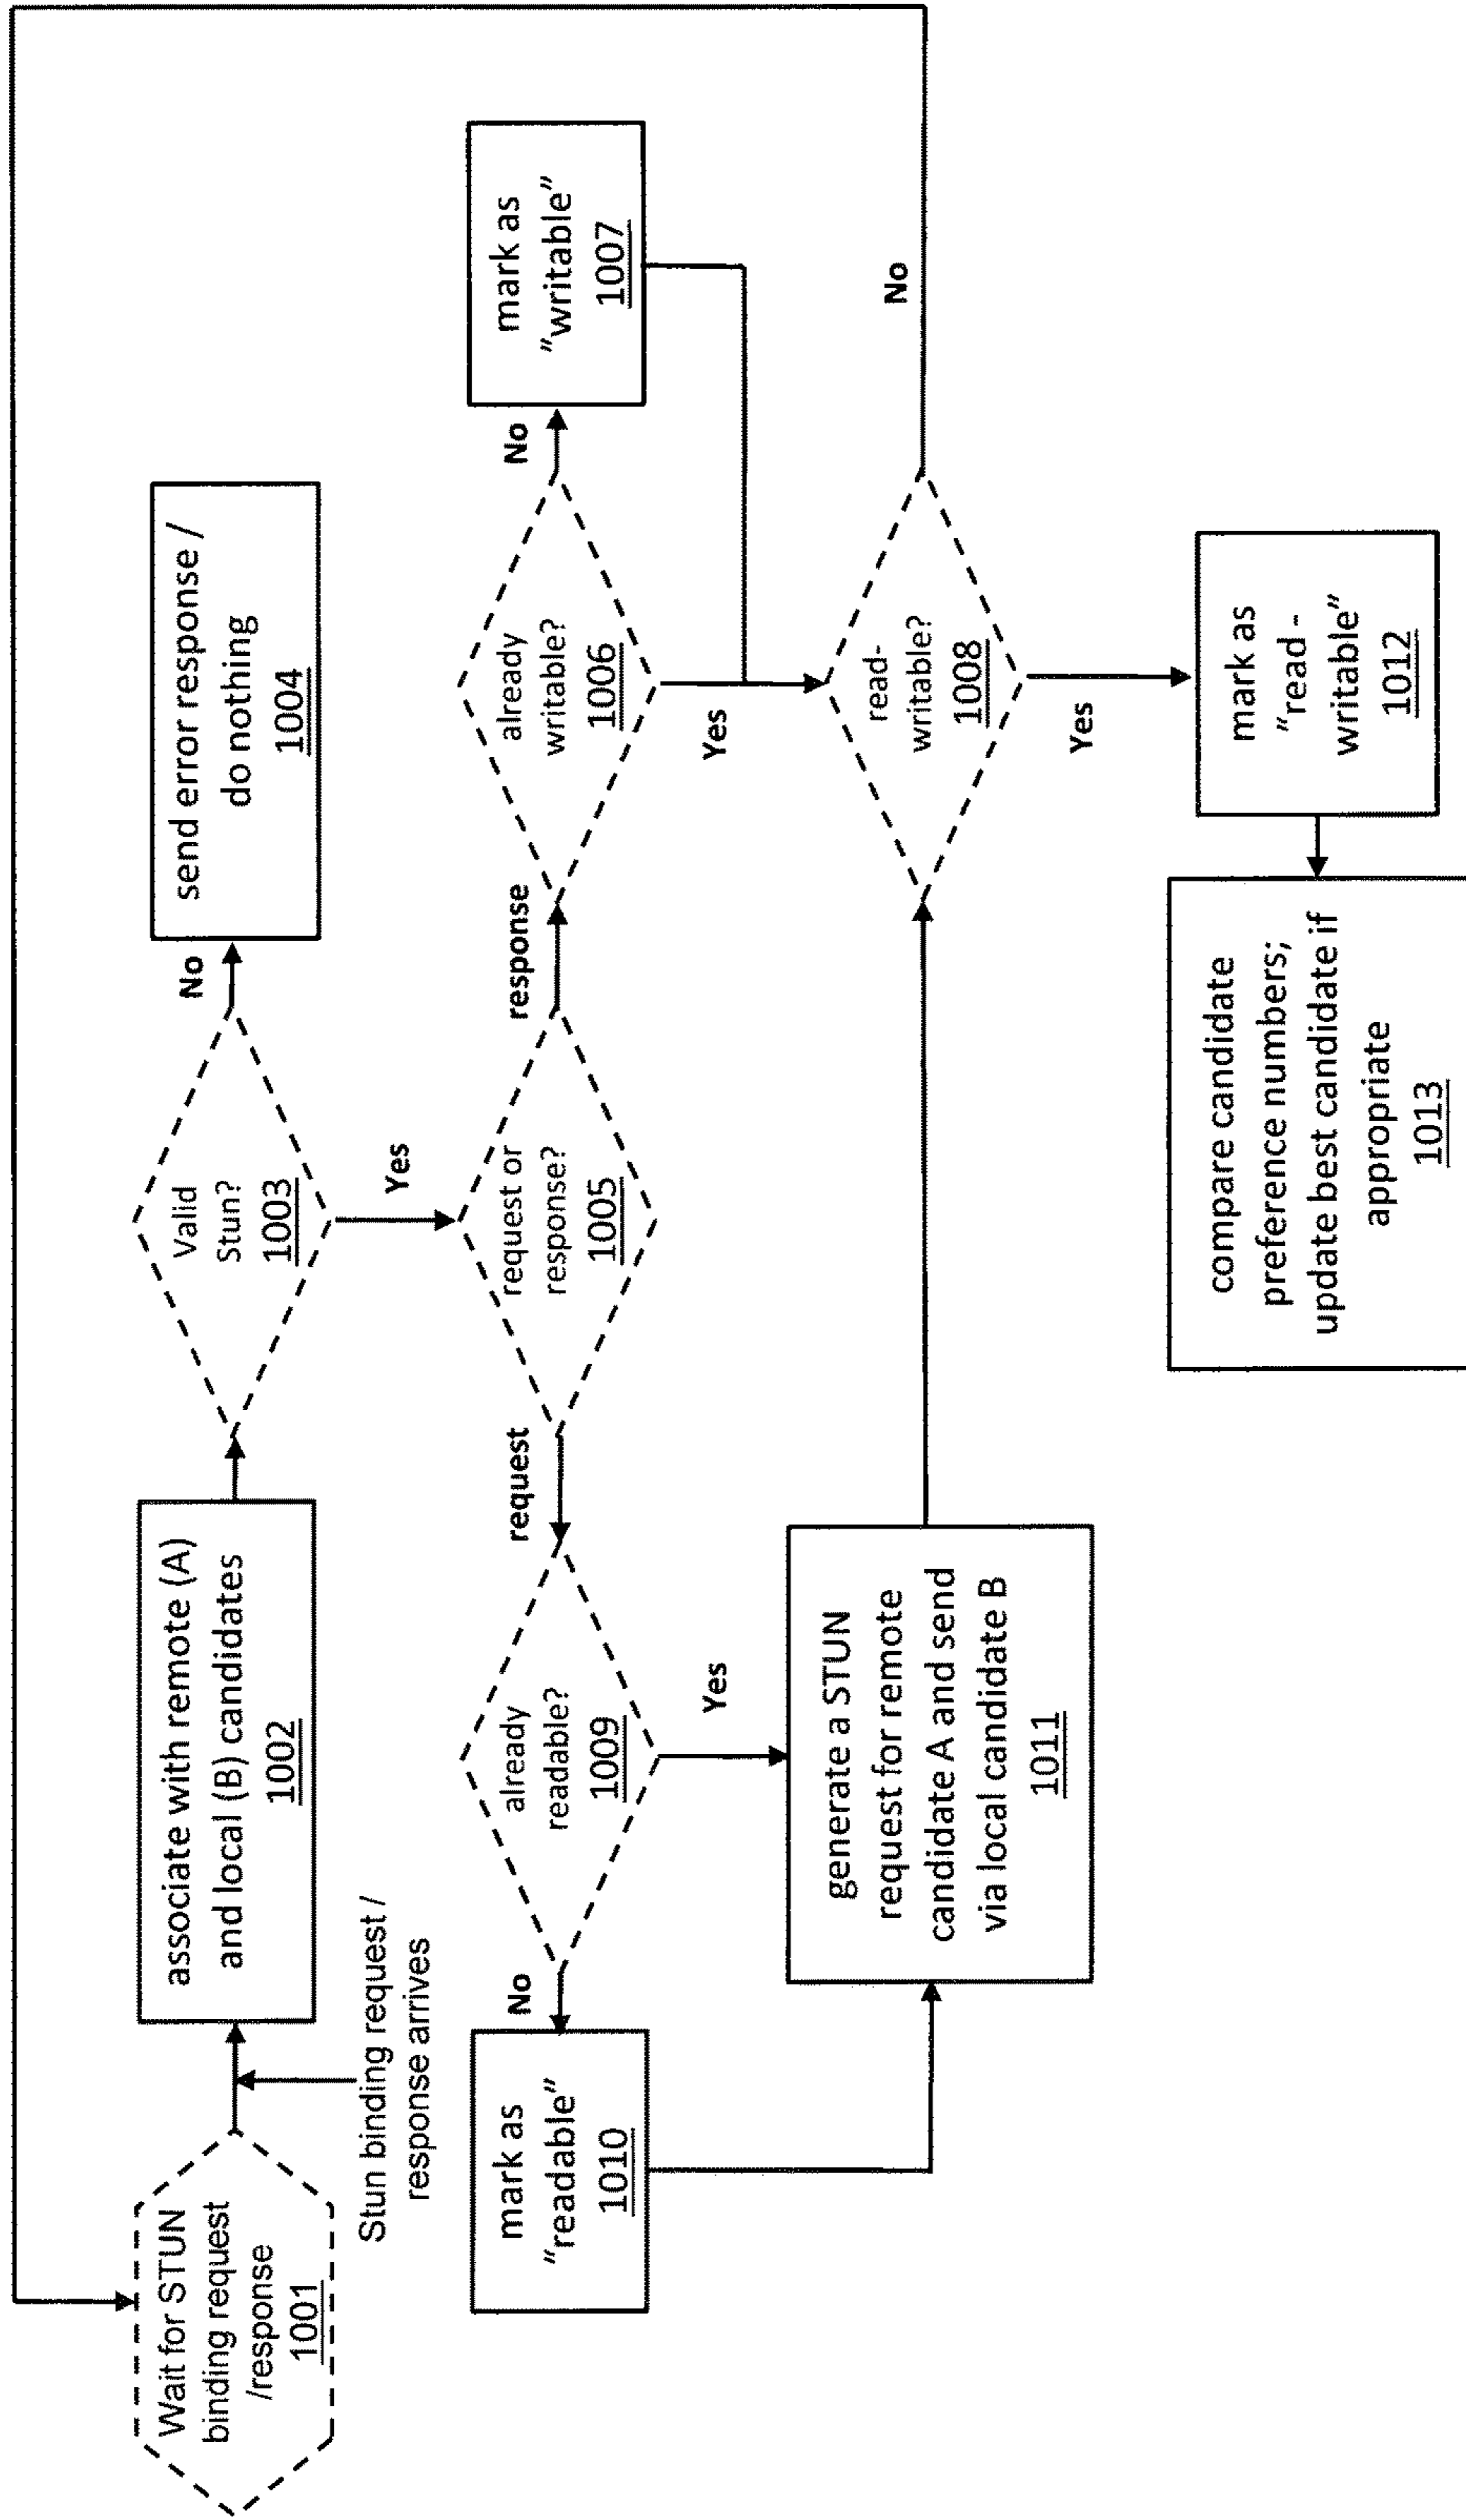 Wait for STUN
binding request
/response
1001
Stun binding request /
response arrives
associate with remote (A)
and local (B) candidates
1002
Valid
Stun?
1003
No
send error response /
do nothing
1004
Yes
request or
response?
1005
response
already
writable?
1006
No
mark as
"writable"
1007
Yes
request
already
readable?
1009
No
mark as
"readable"
1010
Yes
generate a STUN
request for remote
candidate A and send
via local candidate B
1011
read-
writable?
1008
No
Yes
mark as
"read -
writable"
1012
compare candidate
preference numbers;
update best candidate if
appropriate
1013